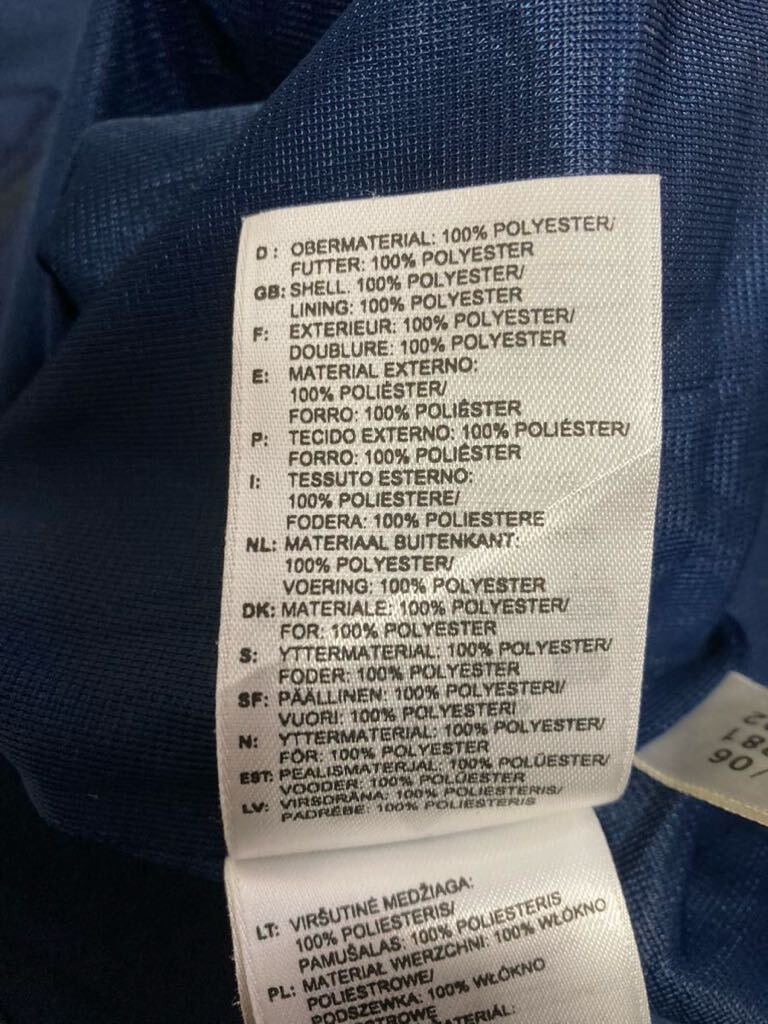 D: OBERMATERIAL: 100% POLYESTER/
FUTTER: 100% POLYESTER
GB: SHELL: 100% POLYESTER/
LINING: 100% POLYESTER
F: EXTERIEUR: 100% POLYESTER/
DOUBLURE: 100% POLYESTER
E: MATERIAL EXTERNO:
100% POLIÉSTER/
FORRO: 100% POLIÉSTER
P: TECIDO EXTERNO: 100% POLIÉSTER/
FORRO: 100% POLIÉSTER
I: TESSUTO ESTERNO:
100% POLIESTERE/
FODERA: 100% POLIESTERE
NL: MATERIAAL BUITENKANT:
100% POLYESTER/
VOERING: 100% POLYESTER
DK: MATERIALE: 100% POLYESTER/
FOR: 100% POLYESTER
S: YTTERMATERIAL: 100% POLYESTER/
FODER: 100% POLYESTER
SF: PÄÄLLINEN: 100% POLYESTERI/
VUORI: 100% POLYESTERI
N: YTTERMATERIAL: 100% POLYESTER/
FÔR: 100% POLYESTER
EST: PEALISMATERJAL: 100% POLÜESTER/
VOODER: 100% POLÜESTER
LV: VIRSDRĀNA: 100% POLIESTERIS/
PADRĒBE: 100% POLIESTERIS
LT: VIRŠUTINĖ MEDŽIAGA:
100% POLIESTERIS/
PAMUŠALAS: 100% POLIESTERIS
PL: MATERIAŁ WIERZCHNI: 100% WŁÓKNO
POLIESTROWE/
PODSZEWKA: 100% WŁÓKNO
/06